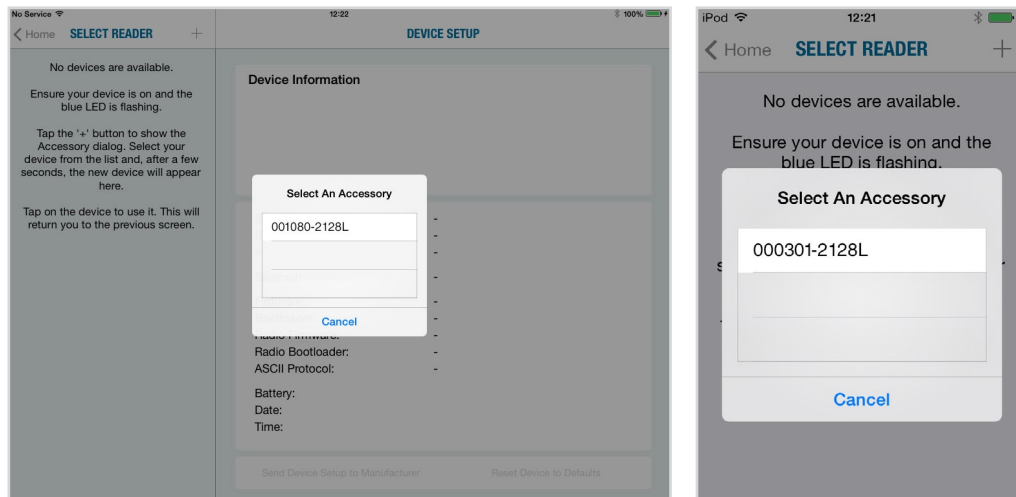 No Service 12:22 100%
Home SELECT READER + DEVICE SETUP
No devices are available.
Ensure your device is on and the
blue LED is flashing.
Tap the '+' button to show the
Accessory dialog. Select your
device from the list and, after a few
seconds, the new device will appear
here.
Tap on the device to use it. This will
return you to the previous screen.
Device Information
Select An Accessory
001080-2128L
Cancel
-
-
-
-
-
-
Radio Firmware: -
Radio Bootloader: -
ASCII Protocol: -
Battery:
Date:
Time:
Send Device Setup to Manufacturer Reset Device to Defaults
iPod 12:21
Home SELECT READER +
No devices are available.
Ensure your device is on and the
blue LED is flashing.
Select An Accessory
000301-2128L
Cancel